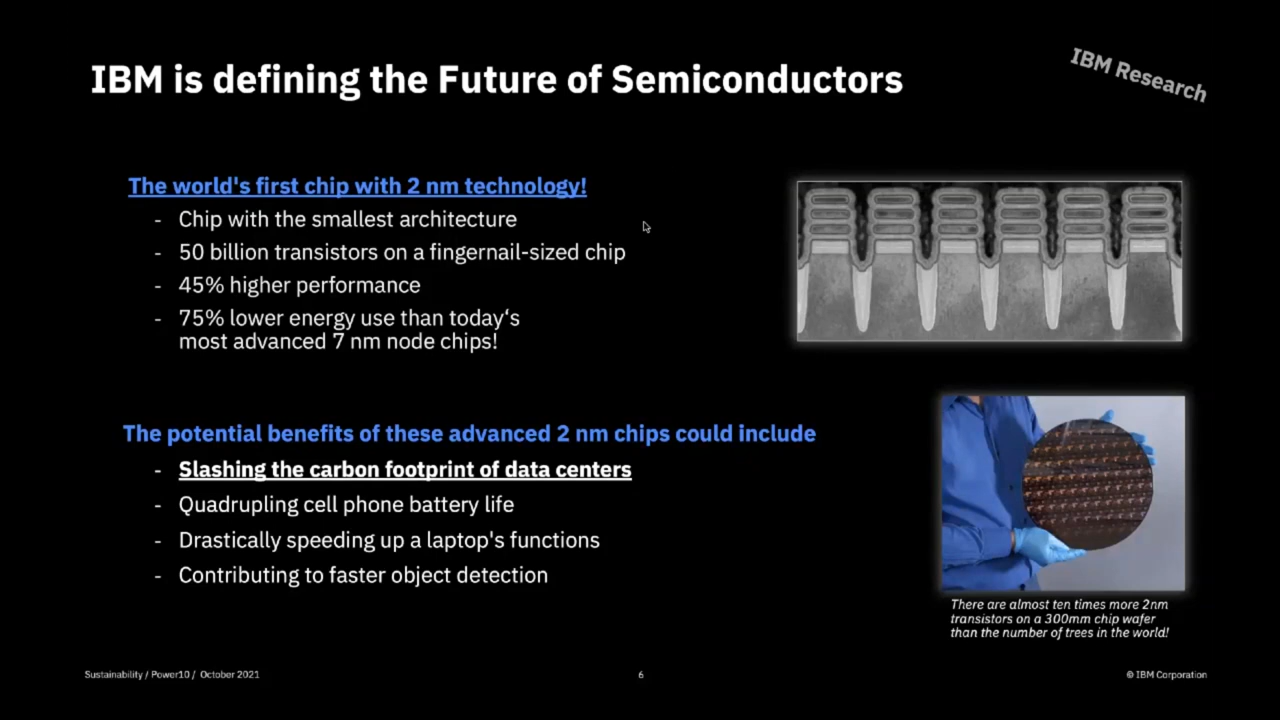 IBM is defining the Future of Semiconductors
IBM Research
The world's first chip with 2 nm technology!
- Chip with the smallest architecture
- 50 billion transistors on a fingernail-sized chip
- 45% higher performance
- 75% lower energy use than today‘s
most advanced 7 nm node chips!
The potential benefits of these advanced 2 nm chips could include
- Slashing the carbon footprint of data centers
- Quadrupling cell phone battery life
- Drastically speeding up a laptop's functions
- Contributing to faster object detection
There are almost ten times more 2nm
transistors on a 300mm chip wafer
than the number of trees in the world!
Sustainability / Power10 / October 2021
6
© IBM Corporation